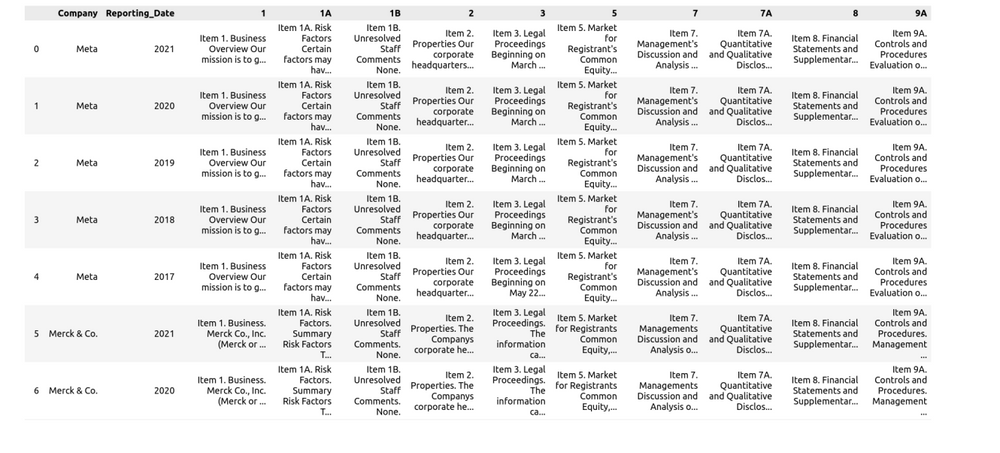 Company
Reporting_Date
1
1A
1B
2
3
5
7
7A
8
9A
0
Meta
2021
Item 1. Business
Overview Our
mission is to g...
Item 1A. Risk
Factors
Certain
factors may
hav...
Item 1B.
Unresolved
Staff
Comments
None.
Item 2.
Properties Our
corporate
headquarters...
Item 3. Legal
Proceedings
Beginning on
March ...
Item 5. Market
for
Registrant's
Common
Equity...
Item 7.
Management's
Discussion and
Analysis ...
Item 7A.
Quantitative
and Qualitative
Disclos...
Item 8. Financial
Statements and
Supplementar...
Item 9A.
Controls and
Procedures
Evaluation o...
1
Meta
2020
Item 1. Business
Overview Our
mission is to g...
Item 1A. Risk
Factors
Certain
factors may
hav...
Item 1B.
Unresolved
Staff
Comments
None.
Item 2.
Properties Our
corporate
headquarter...
Item 3. Legal
Proceedings
Beginning on
March ...
Item 5. Market
for
Registrant's
Common
Equity...
Item 7.
Management's
Discussion and
Analysis ...
Item 7A.
Quantitative
and Qualitative
Disclos...
Item 8. Financial
Statements and
Supplementar...
Item 9A.
Controls and
Procedures
Evaluation o...
2
Meta
2019
Item 1. Business
Overview Our
mission is to g...
Item 1A. Risk
Factors
Certain
factors may
hav...
Item 1B.
Unresolved
Staff
Comments
None.
Item 2.
Properties Our
corporate
headquarter...
Item 3. Legal
Proceedings
Beginning on
March ...
Item 5. Market
for
Registrant's
Common
Equity...
Item 7.
Management's
Discussion and
Analysis ...
Item 7A.
Quantitative
and Qualitative
Disclos...
Item 8. Financial
Statements and
Supplementar...
Item 9A.
Controls and
Procedures
Evaluation o...
3
Meta
2018
Item 1. Business
Overview Our
mission is to g...
Item 1A. Risk
Factors
Certain
factors may
hav...
Item 1B.
Unresolved
Staff
Comments
None.
Item 2.
Properties Our
corporate
headquarter...
Item 3. Legal
Proceedings
Beginning on
March ...
Item 5. Market
for
Registrant's
Common
Equity...
Item 7.
Management's
Discussion and
Analysis ...
Item 7A.
Quantitative
and Qualitative
Disclos...
Item 8. Financial
Statements and
Supplementar...
Item 9A.
Controls and
Procedures
Evaluation o...
4
Meta
2017
Item 1. Business
Overview Our
mission is to g...
Item 1A. Risk
Factors
Certain
factors may
hav...
Item 1B.
Unresolved
Staff
Comments
None.
Item 2.
Properties Our
corporate
headquarter...
Item 3. Legal
Proceedings
Beginning on
May 22...
Item 5. Market
for
Registrant's
Common
Equity...
Item 7.
Management's
Discussion and
Analysis ...
Item 7A.
Quantitative
and Qualitative
Disclos...
Item 8. Financial
Statements and
Supplementar...
Item 9A.
Controls and
Procedures
Evaluation o...
5
Merck & Co.
2021
Item 1. Business.
Merck Co., Inc.
(Merck or ...
Item 1A. Risk
Factors.
Summary
Risk Factors
T...
Item 1B.
Unresolved
Staff
Comments.
None.
Item 2.
Properties. The
Companys
corporate he...
Item 3. Legal
Proceedings.
The
information
ca...
Item 5. Market
for Registrants
Common
Equity,...
Item 7.
Managements
Discussion and
Analysis o...
Item 7A.
Quantitative
and Qualitative
Disclos...
Item 8. Financial
Statements and
Supplementar...
Item 9A.
Controls and
Procedures.
Management
...
6
Merck & Co.
2020
Item 1. Business.
Merck Co., Inc.
(Merck or ...
Item 1A. Risk
Factors.
Summary
Risk Factors
T...
Item 1B.
Unresolved
Staff
Comments.
None.
Item 2.
Properties. The
Companys
corporate he...
Item 3. Legal
Proceedings.
The
information
ca...
Item 5. Market
for Registrants
Common
Equity,...
Item 7.
Managements
Discussion and
Analysis o...
Item 7A.
Quantitative
and Qualitative
Disclos...
Item 8. Financial
Statements and
Supplementar...
Item 9A.
Controls and
Procedures.
Management
...